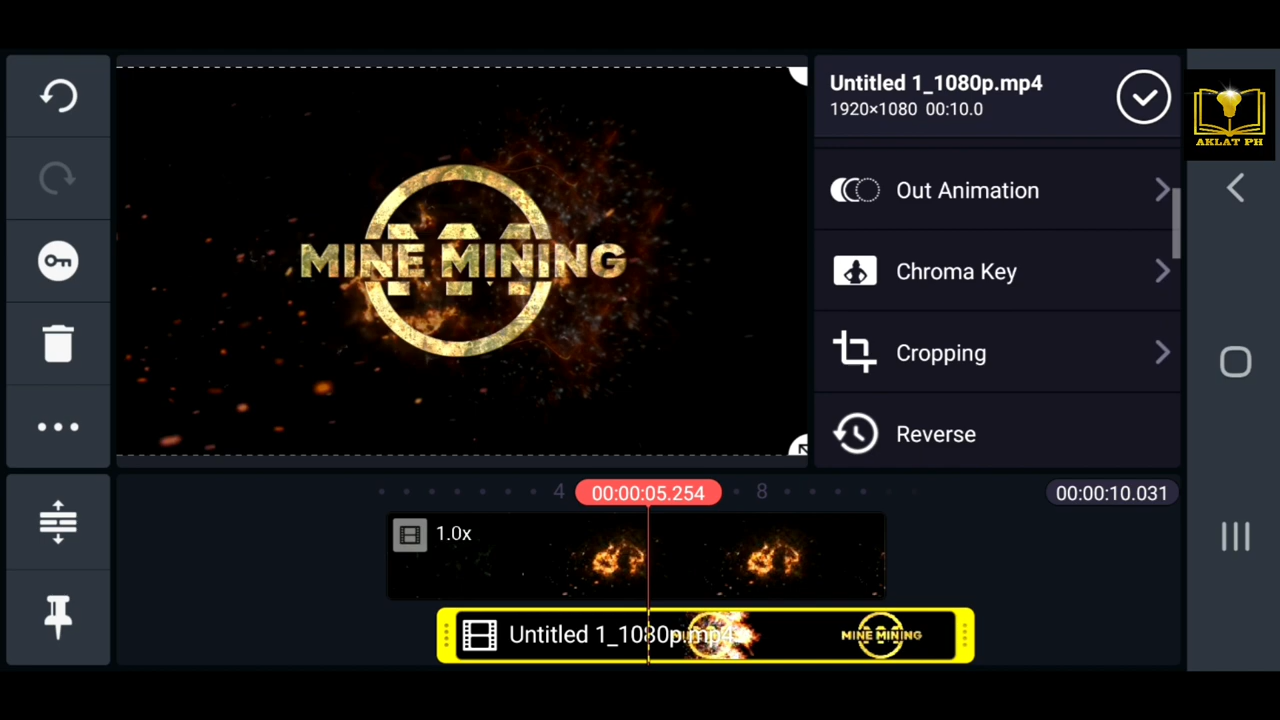 Untitled 1_1080p.mp4
1920×1080 00:10.0
AKLAT PH
Out Animation
MINE MINING
Chroma Key
Cropping
Reverse
4
00:00:05.254
8
00:00:10.031
1.0x
Untitled 1_1080p.mp4
MINE MINING